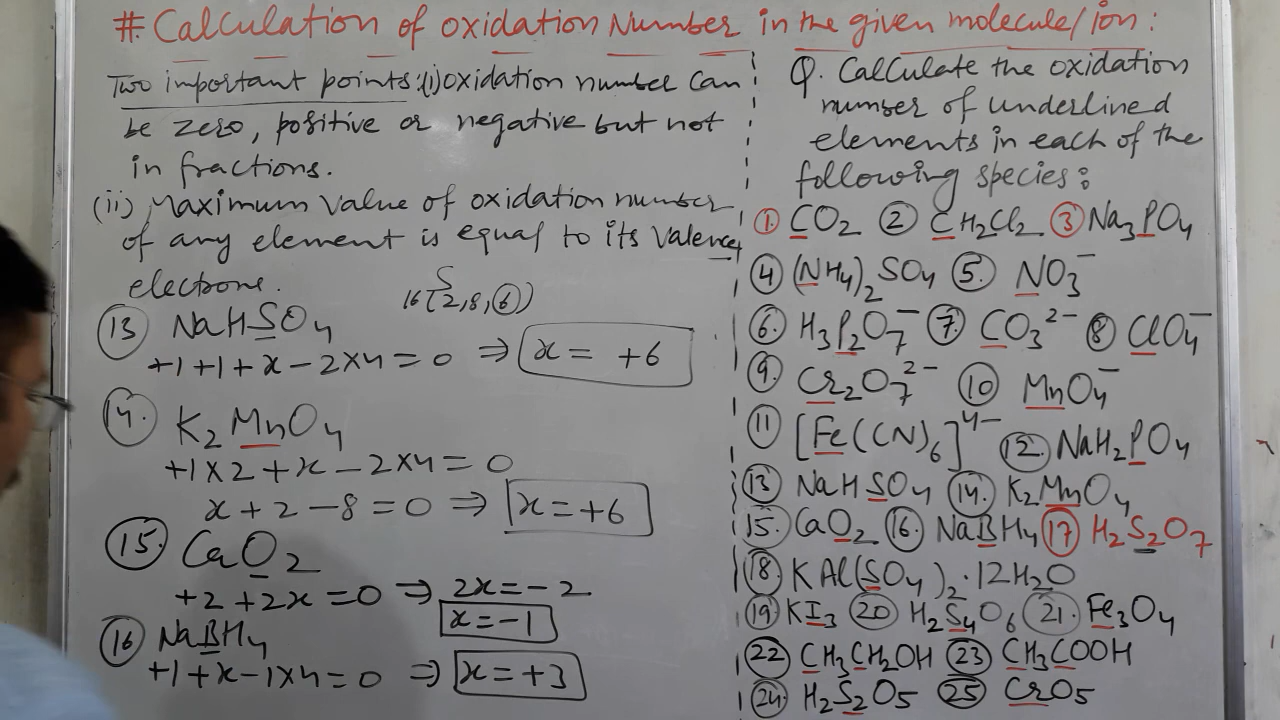 # Calculation of oxidation Number in the given molecule/ion:
Two important points: (i) oxidation number can
be zero, positive or negative but not
in fractions.
(ii) Maximum value of oxidation number
of any element is equal to its valence
electrons.
S
16(2,8,6)
(13) NaHSO₄
+1+1+x-2×4=0 ⇒ x = +6
(14.) K₂MnO₄
+1×2+x-2×4=0
x+2-8=0 ⇒ x=+6
(15.) CaO₂
+2+2x=0 ⇒ 2x=-2
x=-1
(16) NaBH₄
+1+x-1×4=0 ⇒ x=+3
Q. Calculate the oxidation
number of underlined
elements in each of the
following species:
(1.) CO₂ (2) CH₂Cl₂ (3) Na₃PO₄
(4) (NH₄)₂SO₄ (5.) NO₃⁻
(6.) H₃P₂O₇⁻ (7.) CO₃²⁻ (8) ClO₄⁻
(9) Cr₂O₇²⁻ (10) MnO₄⁻
(11) [Fe(CN)₆]⁴⁻ (12.) NaH₂PO₄
(13) NaHSO₄ (14.) K₂MnO₄
(15.) CaO₂ (16.) NaBH₄ (17) H₂S₂O₇
(18.) KAl(SO₄)₂.12H₂O
(19) KI₃ (20) H₂S₄O₆ (21.) Fe₃O₄
(22) CH₃CH₂OH (23) CH₃COOH
(24) H₂S₂O₅ (25) CrO₅